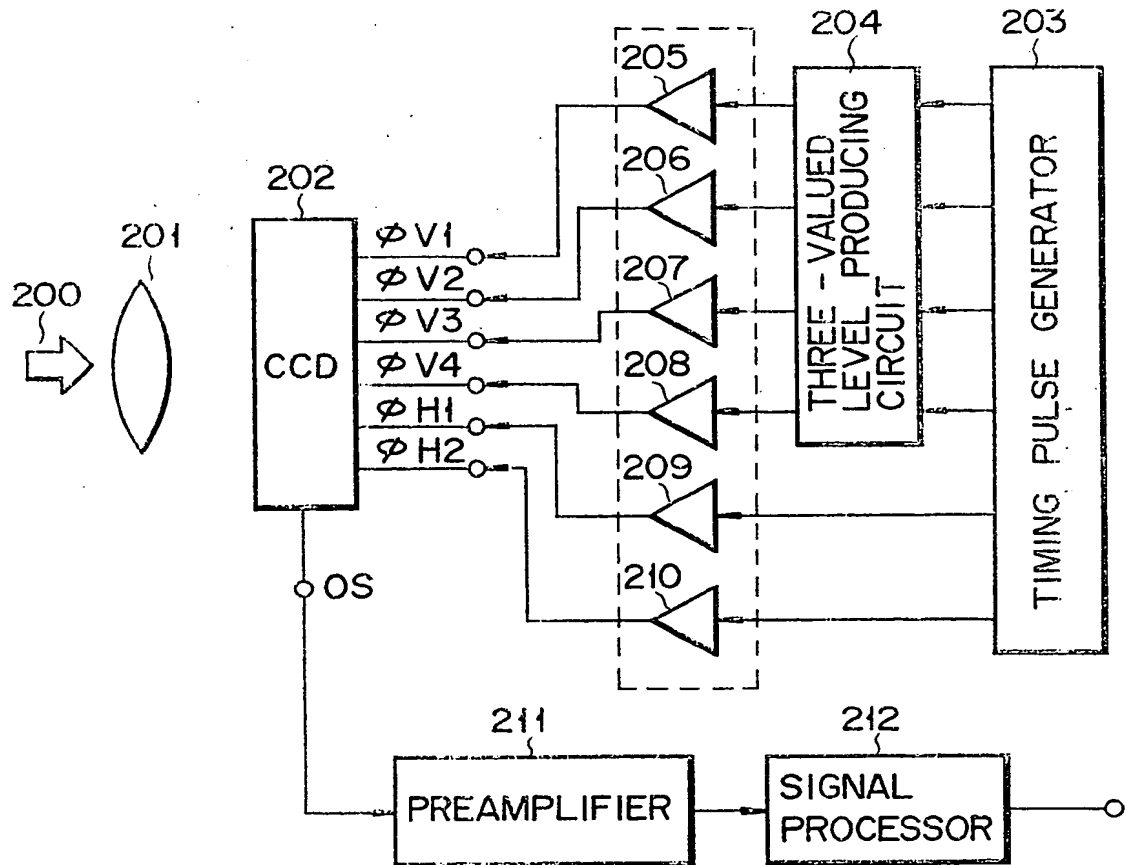 204
203
205
206
202
201
200
φV1
φV2
φV3
φV4
φH1
φH2
CCD
207
208
209
210
THREE-VALUED
LEVEL PRODUCING
CIRCUIT
TIMING PULSE GENERATOR
OS
211
212
PREAMPLIFIER
SIGNAL
PROCESSOR